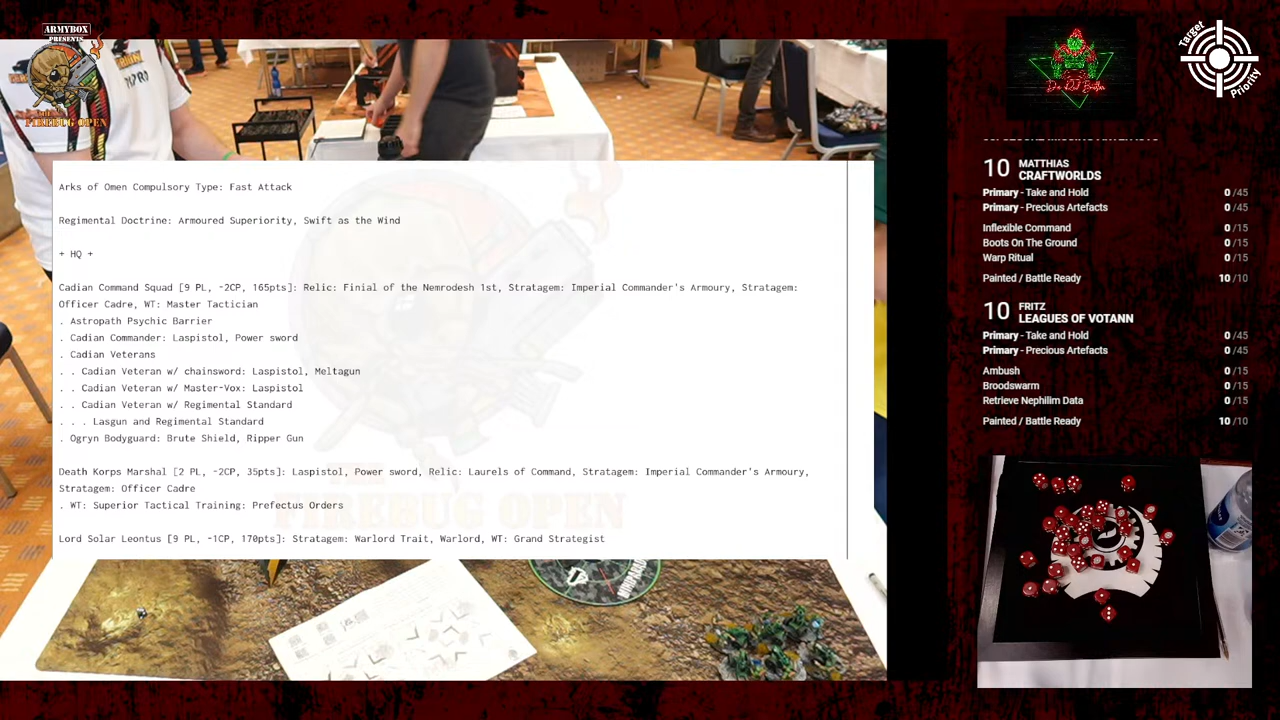 ARMYBOX
PRESENTS
FIREBUG OPEN
Arks of Omen Compulsory Type: Fast Attack
Regimental Doctrine: Armoured Superiority, Swift as the Wind
+ HQ +
Cadian Command Squad [9 PL, -2CP, 165pts]: Relic: Finial of the Nemrodesh 1st, Stratagem: Imperial Commander's Armoury, Stratagem:
Officer Cadre, WT: Master Tactician
. Astropath Psychic Barrier
. Cadian Commander: Laspistol, Power sword
. Cadian Veterans
. . Cadian Veteran w/ chainsword: Laspistol, Meltagun
. . Cadian Veteran w/ Master-Vox: Laspistol
. . Cadian Veteran w/ Regimental Standard
. . . Lasgun and Regimental Standard
. Ogryn Bodyguard: Brute Shield, Ripper Gun
Death Korps Marshal [2 PL, -2CP, 35pts]: Laspistol, Power sword, Relic: Laurels of Command, Stratagem: Imperial Commander's Armoury,
Stratagem: Officer Cadre
. WT: Superior Tactical Training: Prefectus Orders
Lord Solar Leontus [9 PL, -1CP, 170pts]: Stratagem: Warlord Trait, Warlord, WT: Grand Strategist
FIREBUG OPEN
Target
Priority
10 MATTHIAS
CRAFTWORLDS
Primary - Take and Hold 0 /45
Primary - Precious Artefacts 0 /45
Inflexible Command 0 /15
Boots On The Ground 0 /15
Warp Ritual 0 /15
Painted / Battle Ready 10 /10
10 FRITZ
LEAGUES OF VOTANN
Primary - Take and Hold 0 /45
Primary - Precious Artefacts 0 /45
Ambush 0 /15
Broodswarm 0 /15
Retrieve Nephilim Data 0 /15
Painted / Battle Ready 10 /10